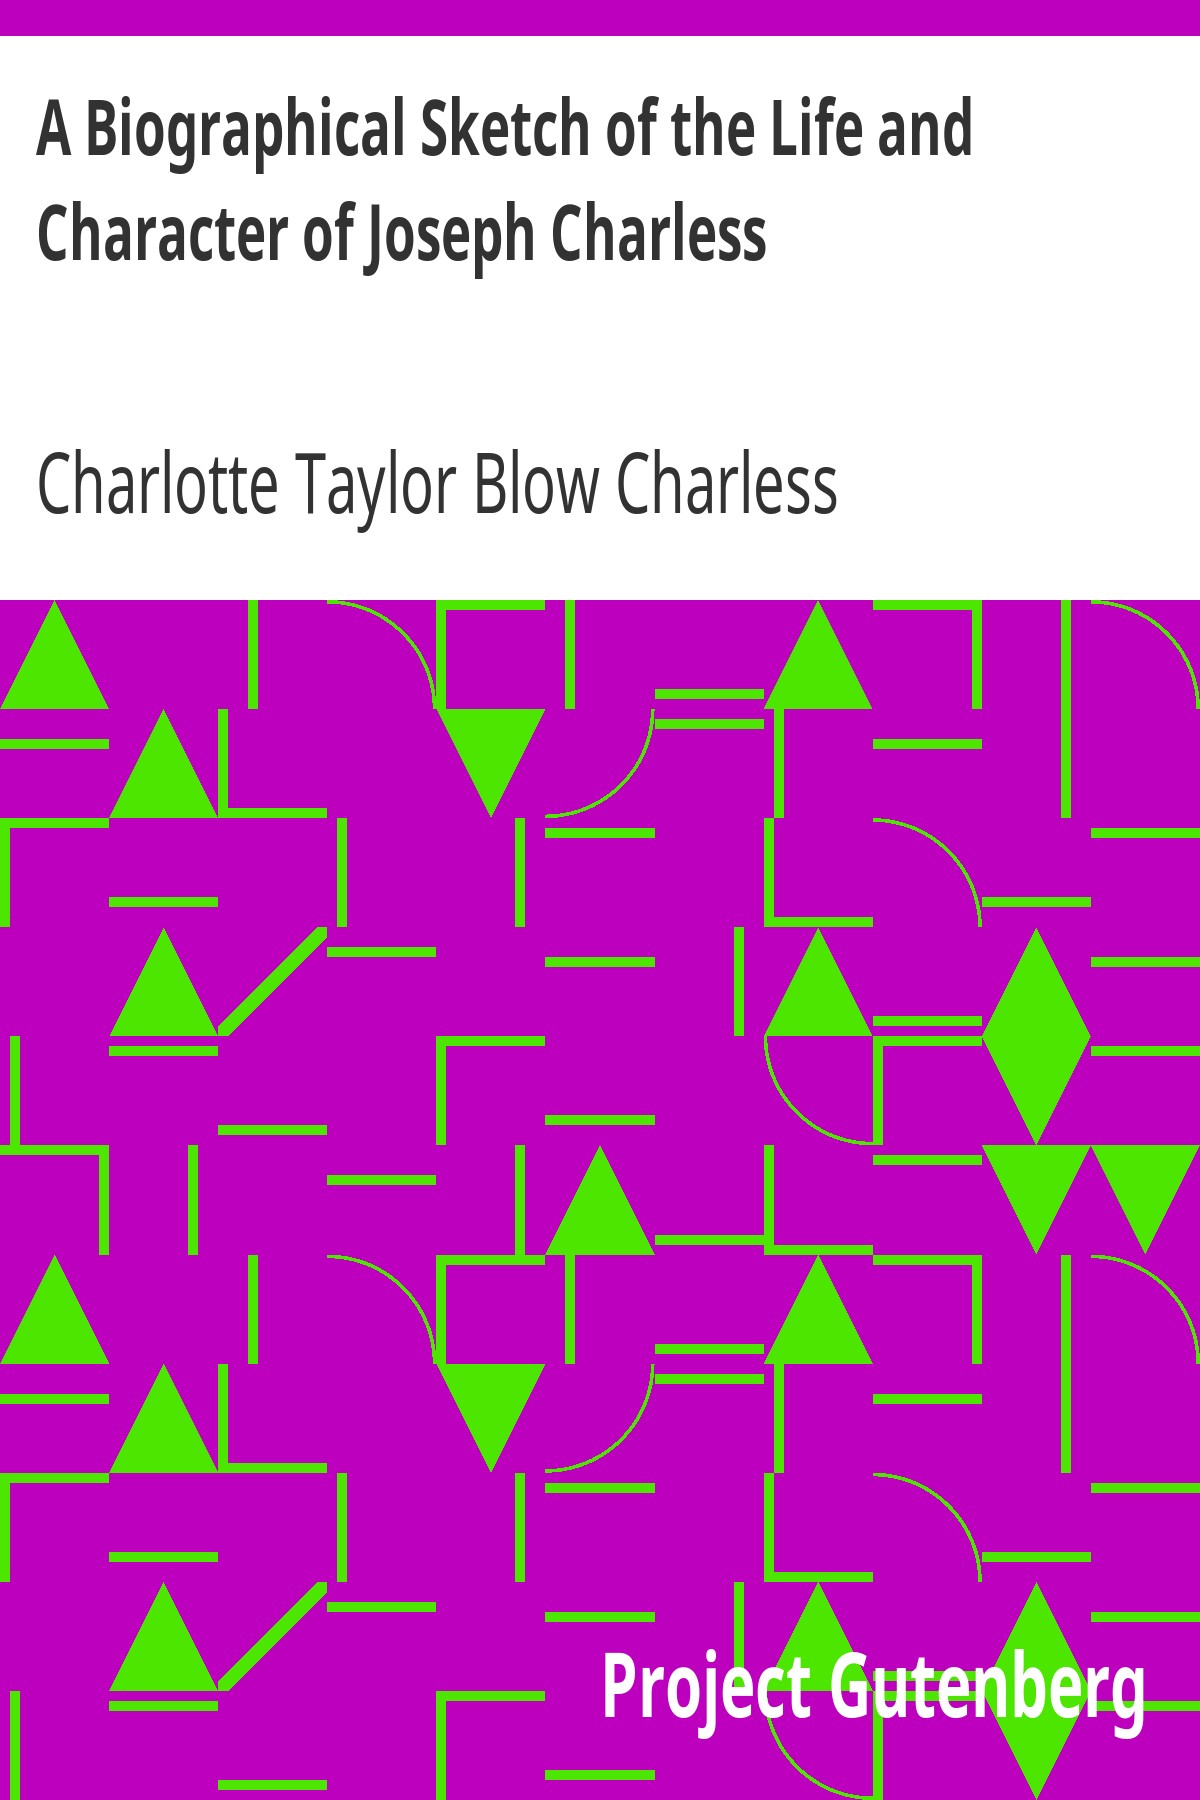 A Biographical Sketch of the Life and
Character of Joseph Charless
Charlotte Taylor Blow Charless
Project Gutenberg